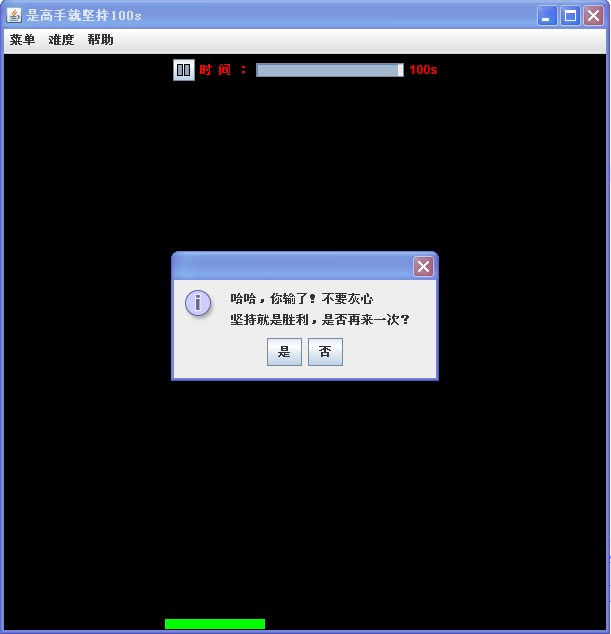 是高手就坚持100s
菜单 难度 帮助
时 间 ： 100s
哈哈，你输了！不要灰心
坚持就是胜利，是否再来一次？
是 否